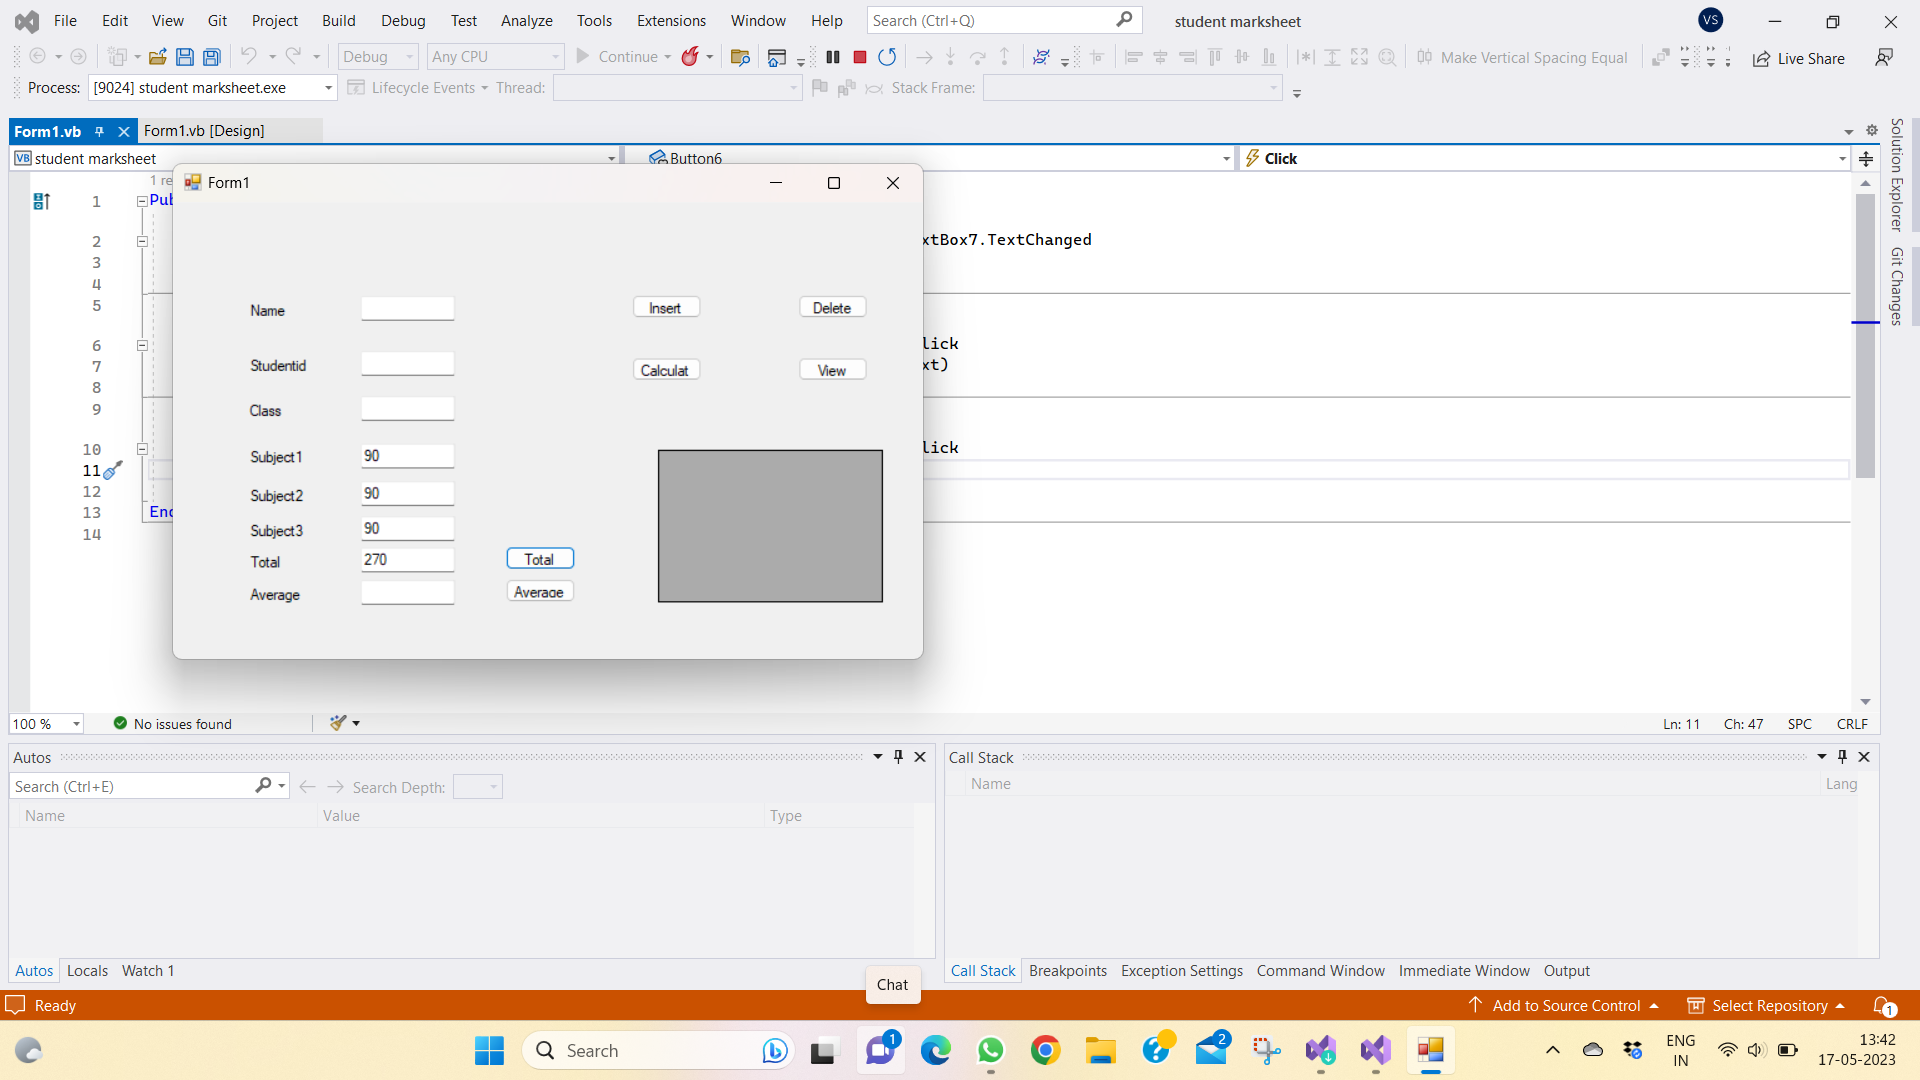 File Edit View Git Project Build Debug Test Analyze Tools Extensions Window Help Search (Ctrl+Q) student marksheet VS
Debug Any CPU Continue Make Vertical Spacing Equal Live Share
Process: [9024] student marksheet.exe Lifecycle Events Thread: Stack Frame:
Form1.vb Form1.vb [Design]
VB student marksheet Button6 Click
Solution Explorer
Git Changes
1 re
1 Pub
2 xtBox7.TextChanged
3
4
5
6 lick
7 xt)
8
9
10 lick
11
12
13 End
14
Form1
Name Insert Delete
Studentid Calculat View
Class
Subject1 90
Subject2 90
Subject3 90
Total 270 Total
Average Average
100 % No issues found Ln: 11 Ch: 47 SPC CRLF
Autos
Search (Ctrl+E) Search Depth:
Name Value Type
Autos Locals Watch 1
Call Stack
Name Lang
Call Stack Breakpoints Exception Settings Command Window Immediate Window Output
Chat
Ready Add to Source Control Select Repository 1
Search 1 2 ENG 13:42
IN 17-05-2023